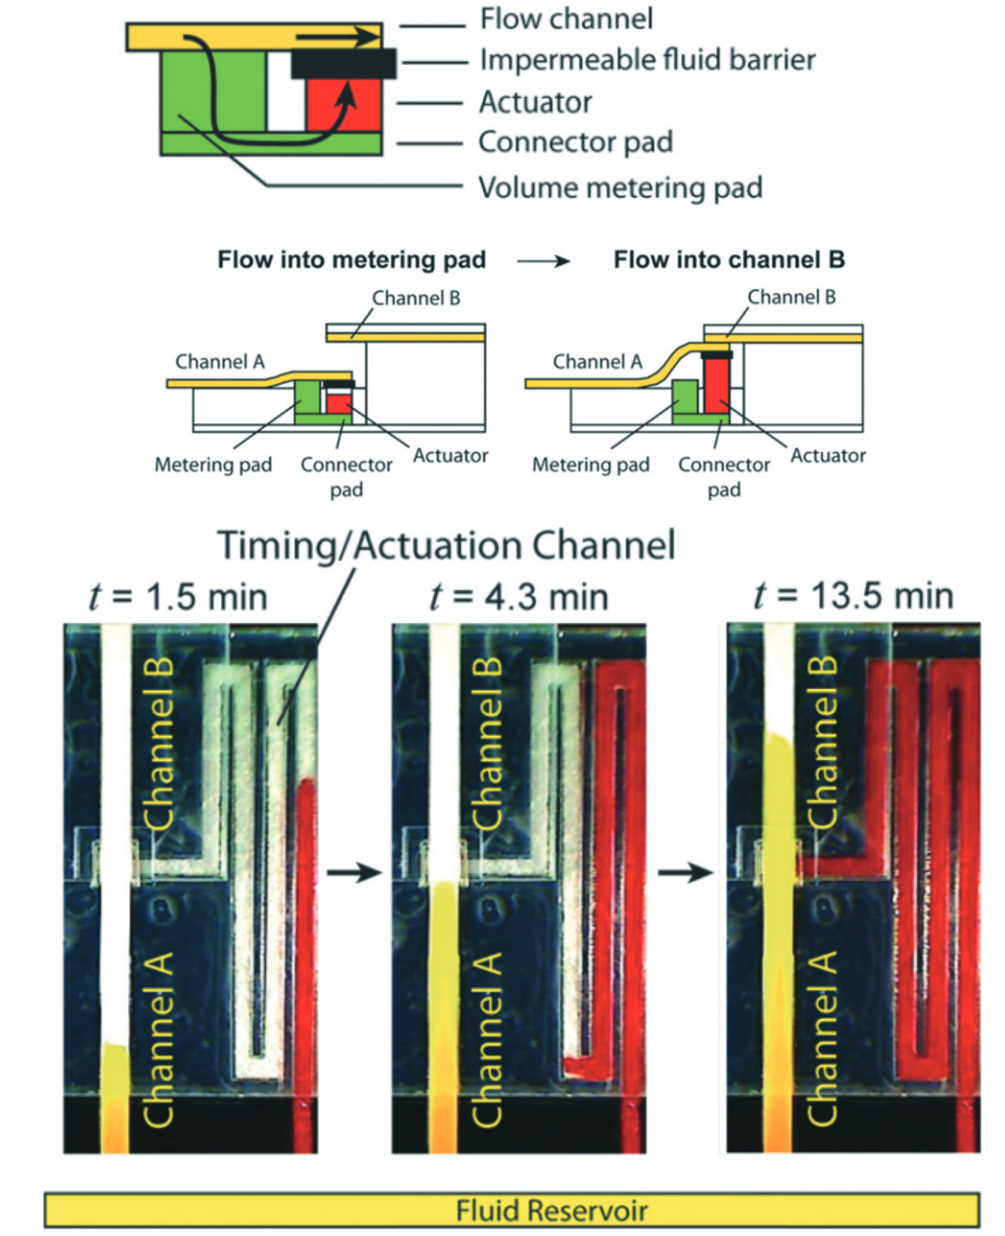 Flow channel
Impermeable fluid barrier
Actuator
Connector pad
Volume metering pad
Flow into metering pad
Flow into channel B
Channel B
Channel A
Metering pad
Connector
pad
Actuator
Channel B
Channel A
Metering pad
Connector
pad
Actuator
Timing/Actuation Channel
t = 1.5 min
t = 4.3 min
t = 13.5 min
Channel B
Channel A
Channel B
Channel A
Channel B
Channel A
Fluid Reservoir